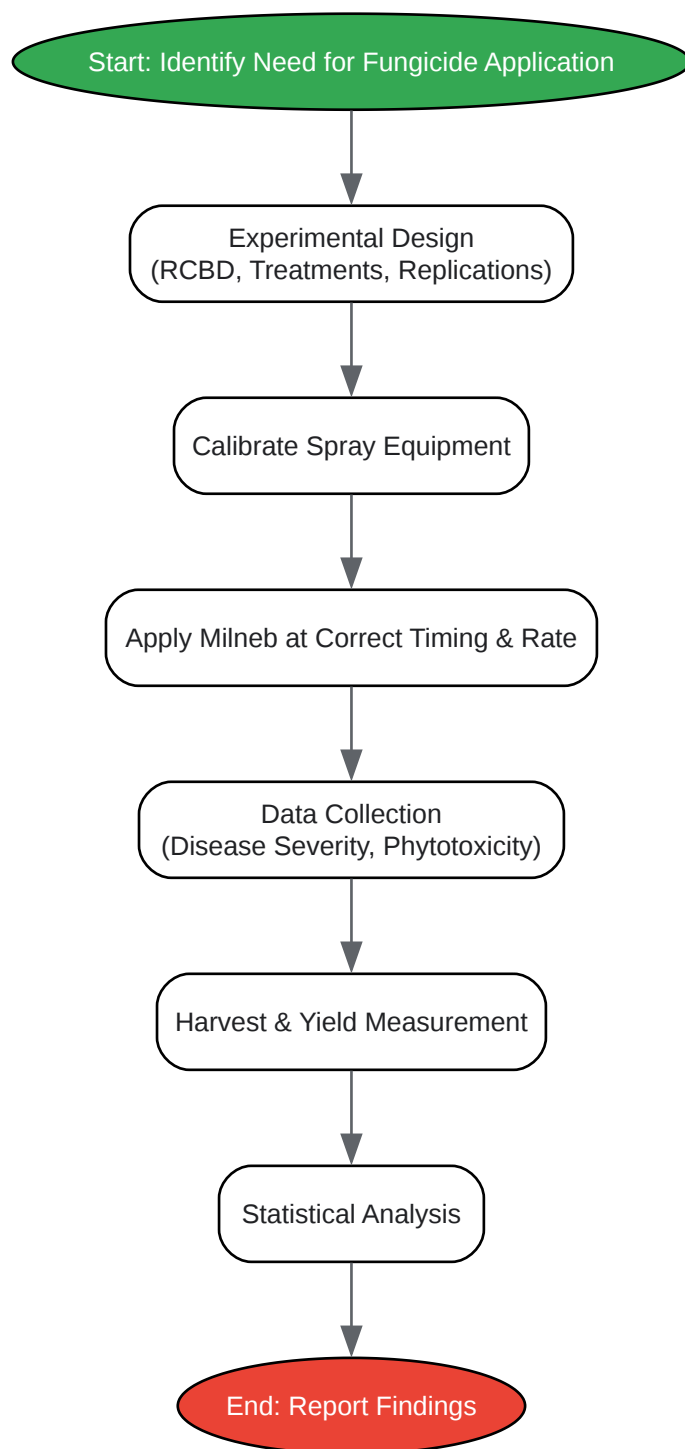 Start: Identify Need for Fungicide Application
Experimental Design
(RCBD, Treatments, Replications)
Calibrate Spray Equipment
Apply Milneb at Correct Timing & Rate
Data Collection
(Disease Severity, Phytotoxicity)
Harvest & Yield Measurement
Statistical Analysis
End: Report Findings